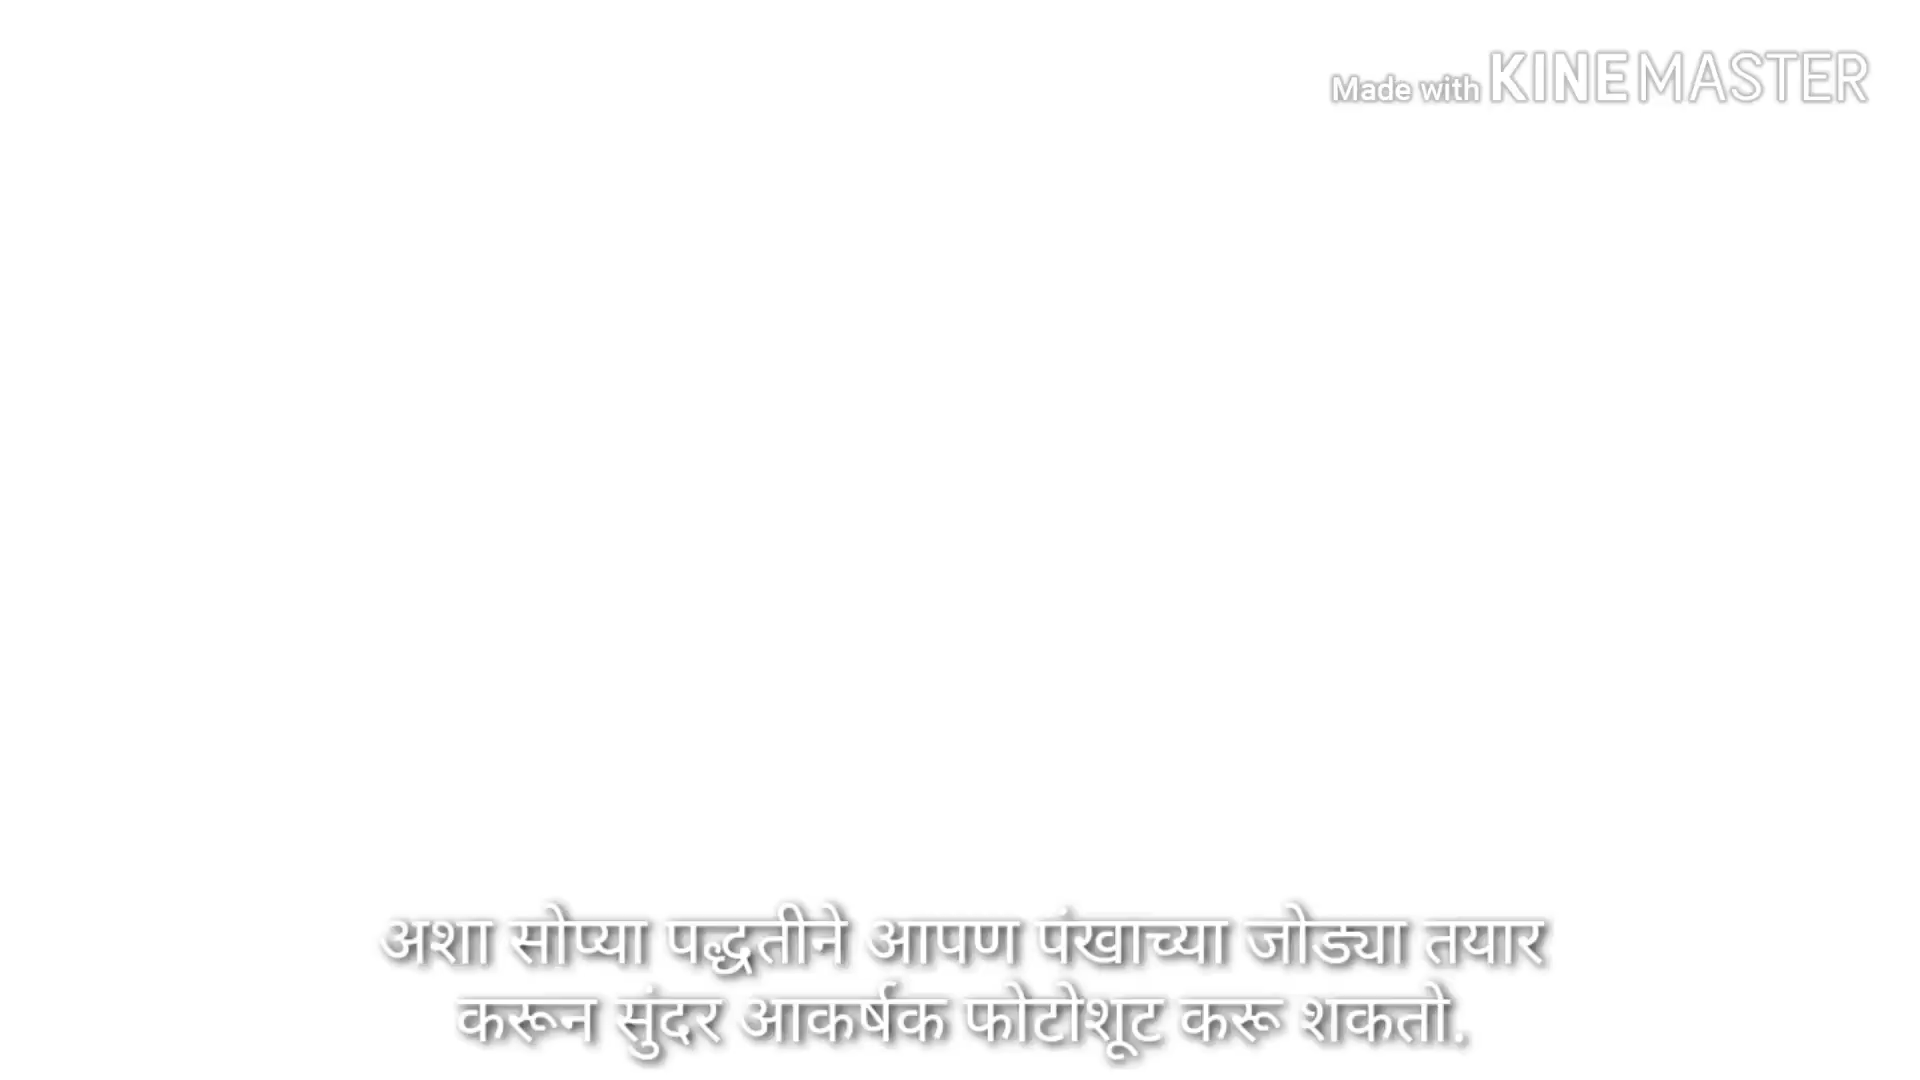 Made with KINEMASTER
अशा सोप्या पद्धतीने आपण पंखाच्या जोड्या तयार
करून सुंदर आकर्षक फोटोशूट करू शकतो.